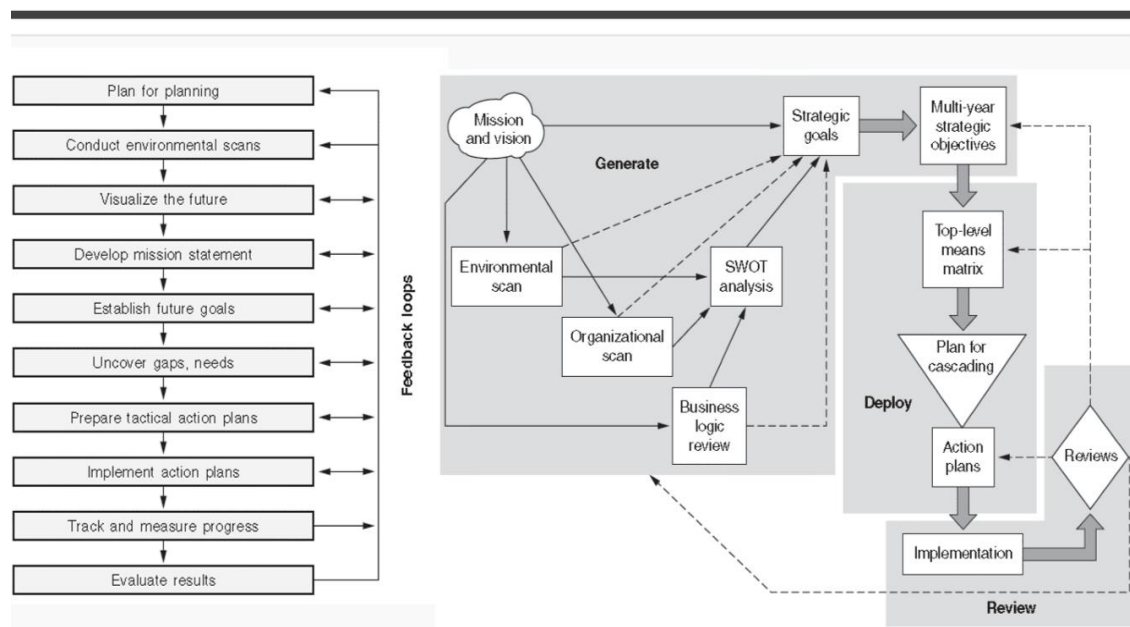 Plan for planning
Conduct environmental scans
Visualize the future
Develop mission statement
Establish future goals
Uncover gaps, needs
Prepare tactical action plans
Implement action plans
Track and measure progress
Evaluate results
Feedback loops
Mission
and vision
Generate
Strategic
goals
Multi-year
strategic
objectives
Environmental
scan
Organizational
scan
SWOT
analysis
Business
logic
review
Top-level
means
matrix
Plan for
cascading
Deploy
Action
plans
Reviews
Implementation
Review